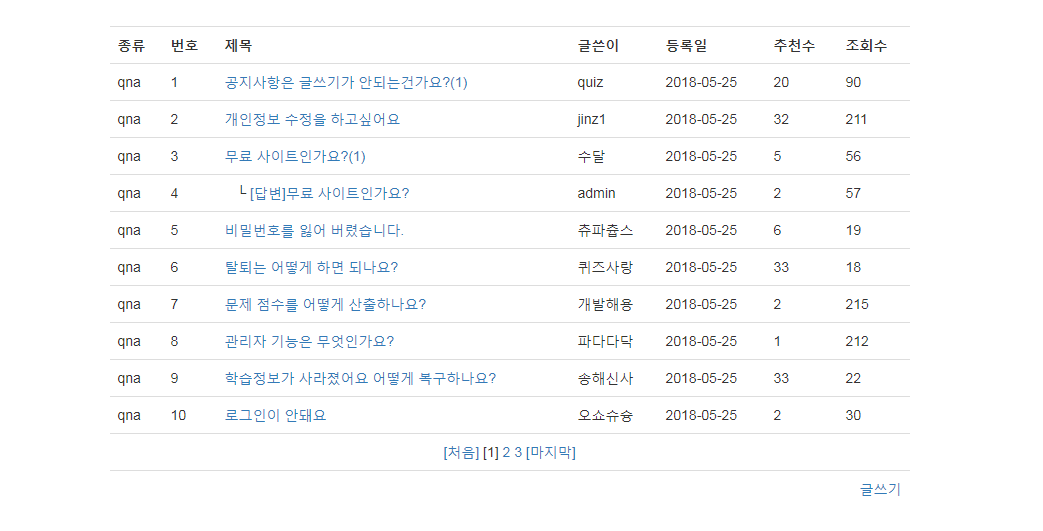 종류 번호 제목 글쓴이 등록일 추천수 조회수
qna 1 공지사항은 글쓰기가 안되는건가요?(1) quiz 2018-05-25 20 90
qna 2 개인정보 수정을 하고싶어요 jinz1 2018-05-25 32 211
qna 3 무료 사이트인가요?(1) 수달 2018-05-25 5 56
qna 4 └ [답변]무료 사이트인가요? admin 2018-05-25 2 57
qna 5 비밀번호를 잃어 버렸습니다. 츄파츕스 2018-05-25 6 19
qna 6 탈퇴는 어떻게 하면 되나요? 퀴즈사랑 2018-05-25 33 18
qna 7 문제 점수를 어떻게 산출하나요? 개발해용 2018-05-25 2 215
qna 8 관리자 기능은 무엇인가요? 파다다닥 2018-05-25 1 212
qna 9 학습정보가 사라졌어요 어떻게 복구하나요? 송해신사 2018-05-25 33 22
qna 10 로그인이 안돼요 오쇼슈슝 2018-05-25 2 30
[처음] [1] 2 3 [마지막]
글쓰기